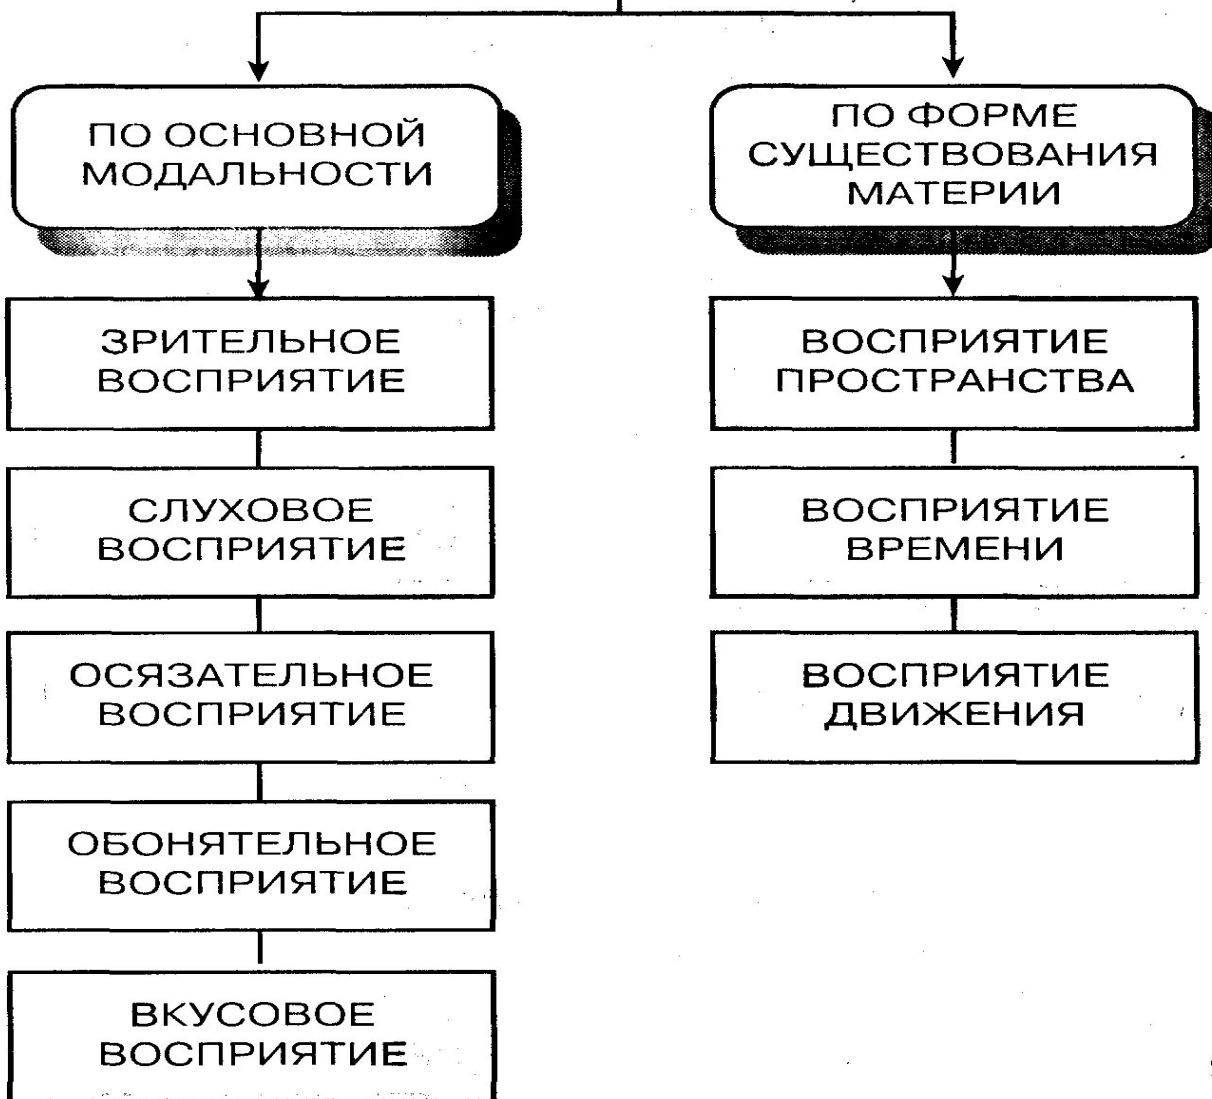 ПО ОСНОВНОЙ
МОДАЛЬНОСТИ
ЗРИТЕЛЬНОЕ
ВОСПРИЯТИЕ
СЛУХОВОЕ
ВОСПРИЯТИЕ
ОСЯЗАТЕЛЬНОЕ
ВОСПРИЯТИЕ
ОБОНЯТЕЛЬНОЕ
ВОСПРИЯТИЕ
ВКУСОВОЕ
ВОСПРИЯТИЕ
ПО ФОРМЕ
СУЩЕСТВОВАНИЯ
МАТЕРИИ
ВОСПРИЯТИЕ
ПРОСТРАНСТВА
ВОСПРИЯТИЕ
ВРЕМЕНИ
ВОСПРИЯТИЕ
ДВИЖЕНИЯ